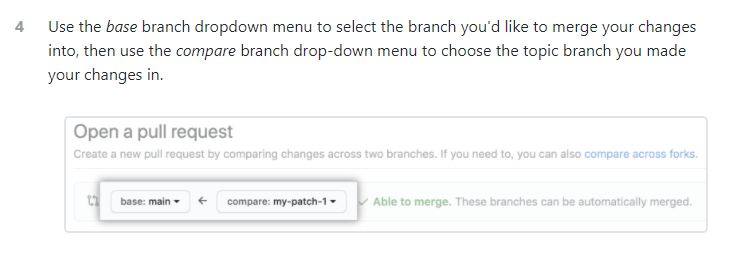 4 Use the base branch dropdown menu to select the branch you'd like to merge your changes
into, then use the compare branch drop-down menu to choose the topic branch you made
your changes in.
Open a pull request
Create a new pull request by comparing changes across two branches. If you need to, you can also compare across forks.
base: main ← compare: my-patch-1 ✓ Able to merge. These branches can be automatically merged.